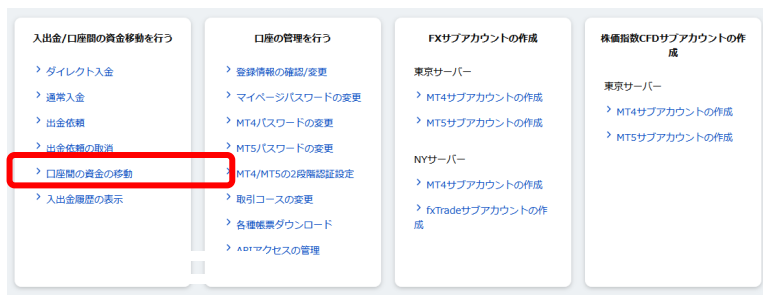 入出金/口座間の資金移動を行う
ダイレクト入金
通常入金
出金依頼
出金依頼の取消
口座間の資金の移動
入出金履歴の表示
口座の管理を行う
登録情報の確認/変更
マイページパスワードの変更
MT4パスワードの変更
MT5パスワードの変更
MT4/MT5の2段階認証設定
取引コースの変更
各種帳票ダウンロード
APIアクセスの管理
FXサブアカウントの作成
東京サーバー
MT4サブアカウントの作成
MT5サブアカウントの作成
NYサーバー
MT4サブアカウントの作成
fxTradeサブアカウントの作
成
株価指数CFDサブアカウントの作
成
東京サーバー
MT4サブアカウントの作成
MT5サブアカウントの作成